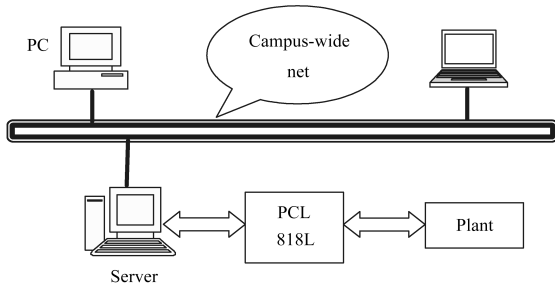 PC
Campus-wide
net
PCL
818L
Plant
Server